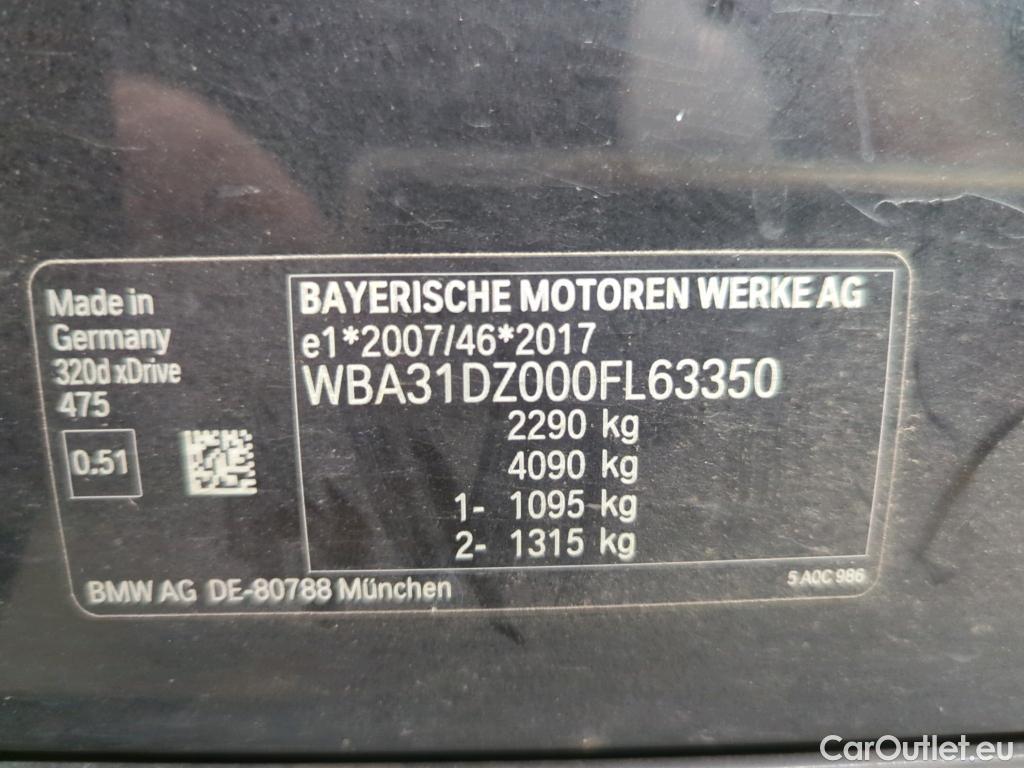 Made in
Germany
320d xDrive
475
0.51
BAYERISCHE MOTOREN WERKE AG
e1*2007/46*2017
WBA31DZ000FL63350
2290 kg
4090 kg
1- 1095 kg
2- 1315 kg
BMW AG DE-80788 München
5 A0C 986
CarOutlet.eu